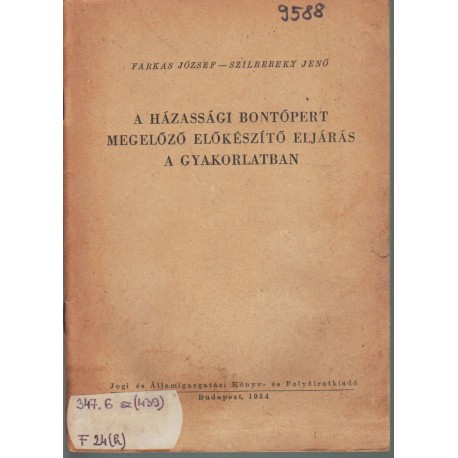 9588
FARKAS JÓZSEF — SZILBEREKY JENŐ
A HÁZASSÁGI BONTÓPERT
MEGELŐZŐ ELŐKÉSZÍTŐ ELJÁRÁS
A GYAKORLATBAN
Jogi és Államigazgatási Könyv- és Folyóiratkiadó
Budapest, 1954
347.6 sz(439)
F 24(h)